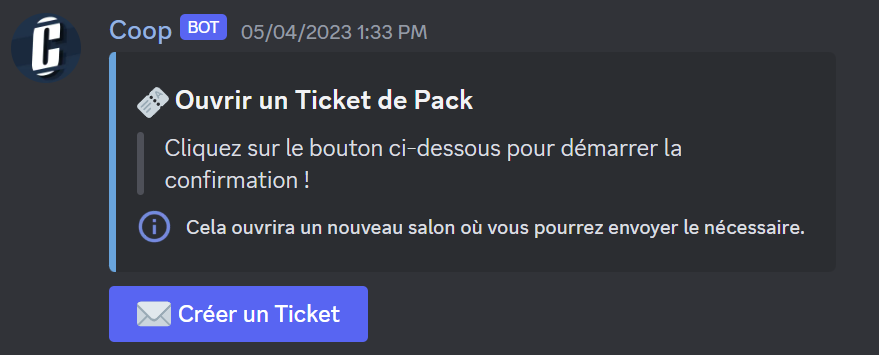 Coop BOT 05/04/2023 1:33 PM
Ouvrir un Ticket de Pack
Cliquez sur le bouton ci-dessous pour démarrer la
confirmation !
Cela ouvrira un nouveau salon où vous pourrez envoyer le nécessaire.
Créer un Ticket